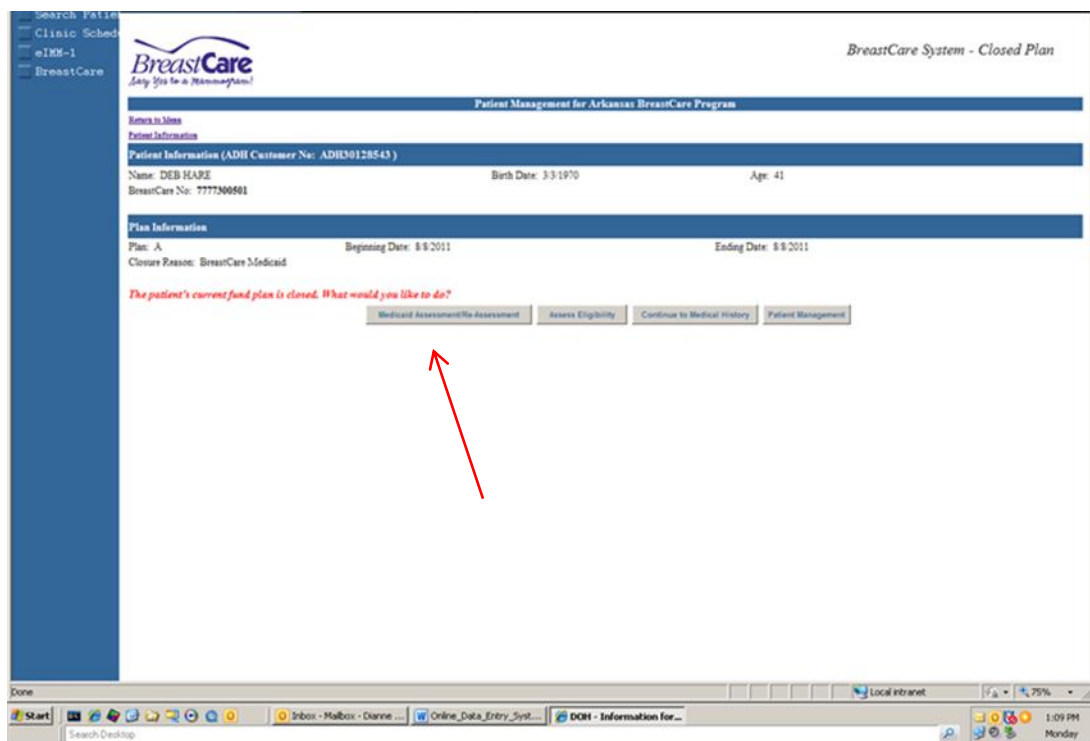 Search Patie
Clinic Sched
eIMM-1
BreastCare
BreastCare
Say Yes to a Mammogram!
BreastCare System - Closed Plan
Patient Management for Arkansas BreastCare Program
Return to Menu
Patient Information
Patient Information (ADH Customer No: ADH30128543 )
Name: DEB HARE Birth Date: 3/3/1970 Age: 41
BreastCare No: 7777300501
Plan Information
Plan: A Beginning Date: 8/8/2011 Ending Date: 8/8/2011
Closure Reason: BreastCare Medicaid
The patient's current fund plan is closed. What would you like to do?
Medicaid Assessment/Re-Assessment Assess Eligibility Continue to Medical History Patient Management
Done Local intranet 75%
Start Inbox - Mailbox - Dianne ... Online_Data_Entry_Syst... DOH - Information for... 1:09 PM
Search Desktop Monday